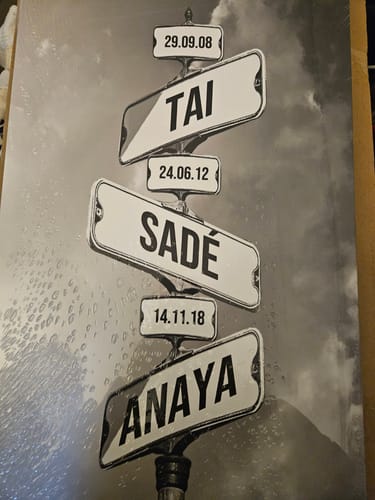 29.09.08
TAI
24.06.12
SADÉ
14.11.18
ANAYA